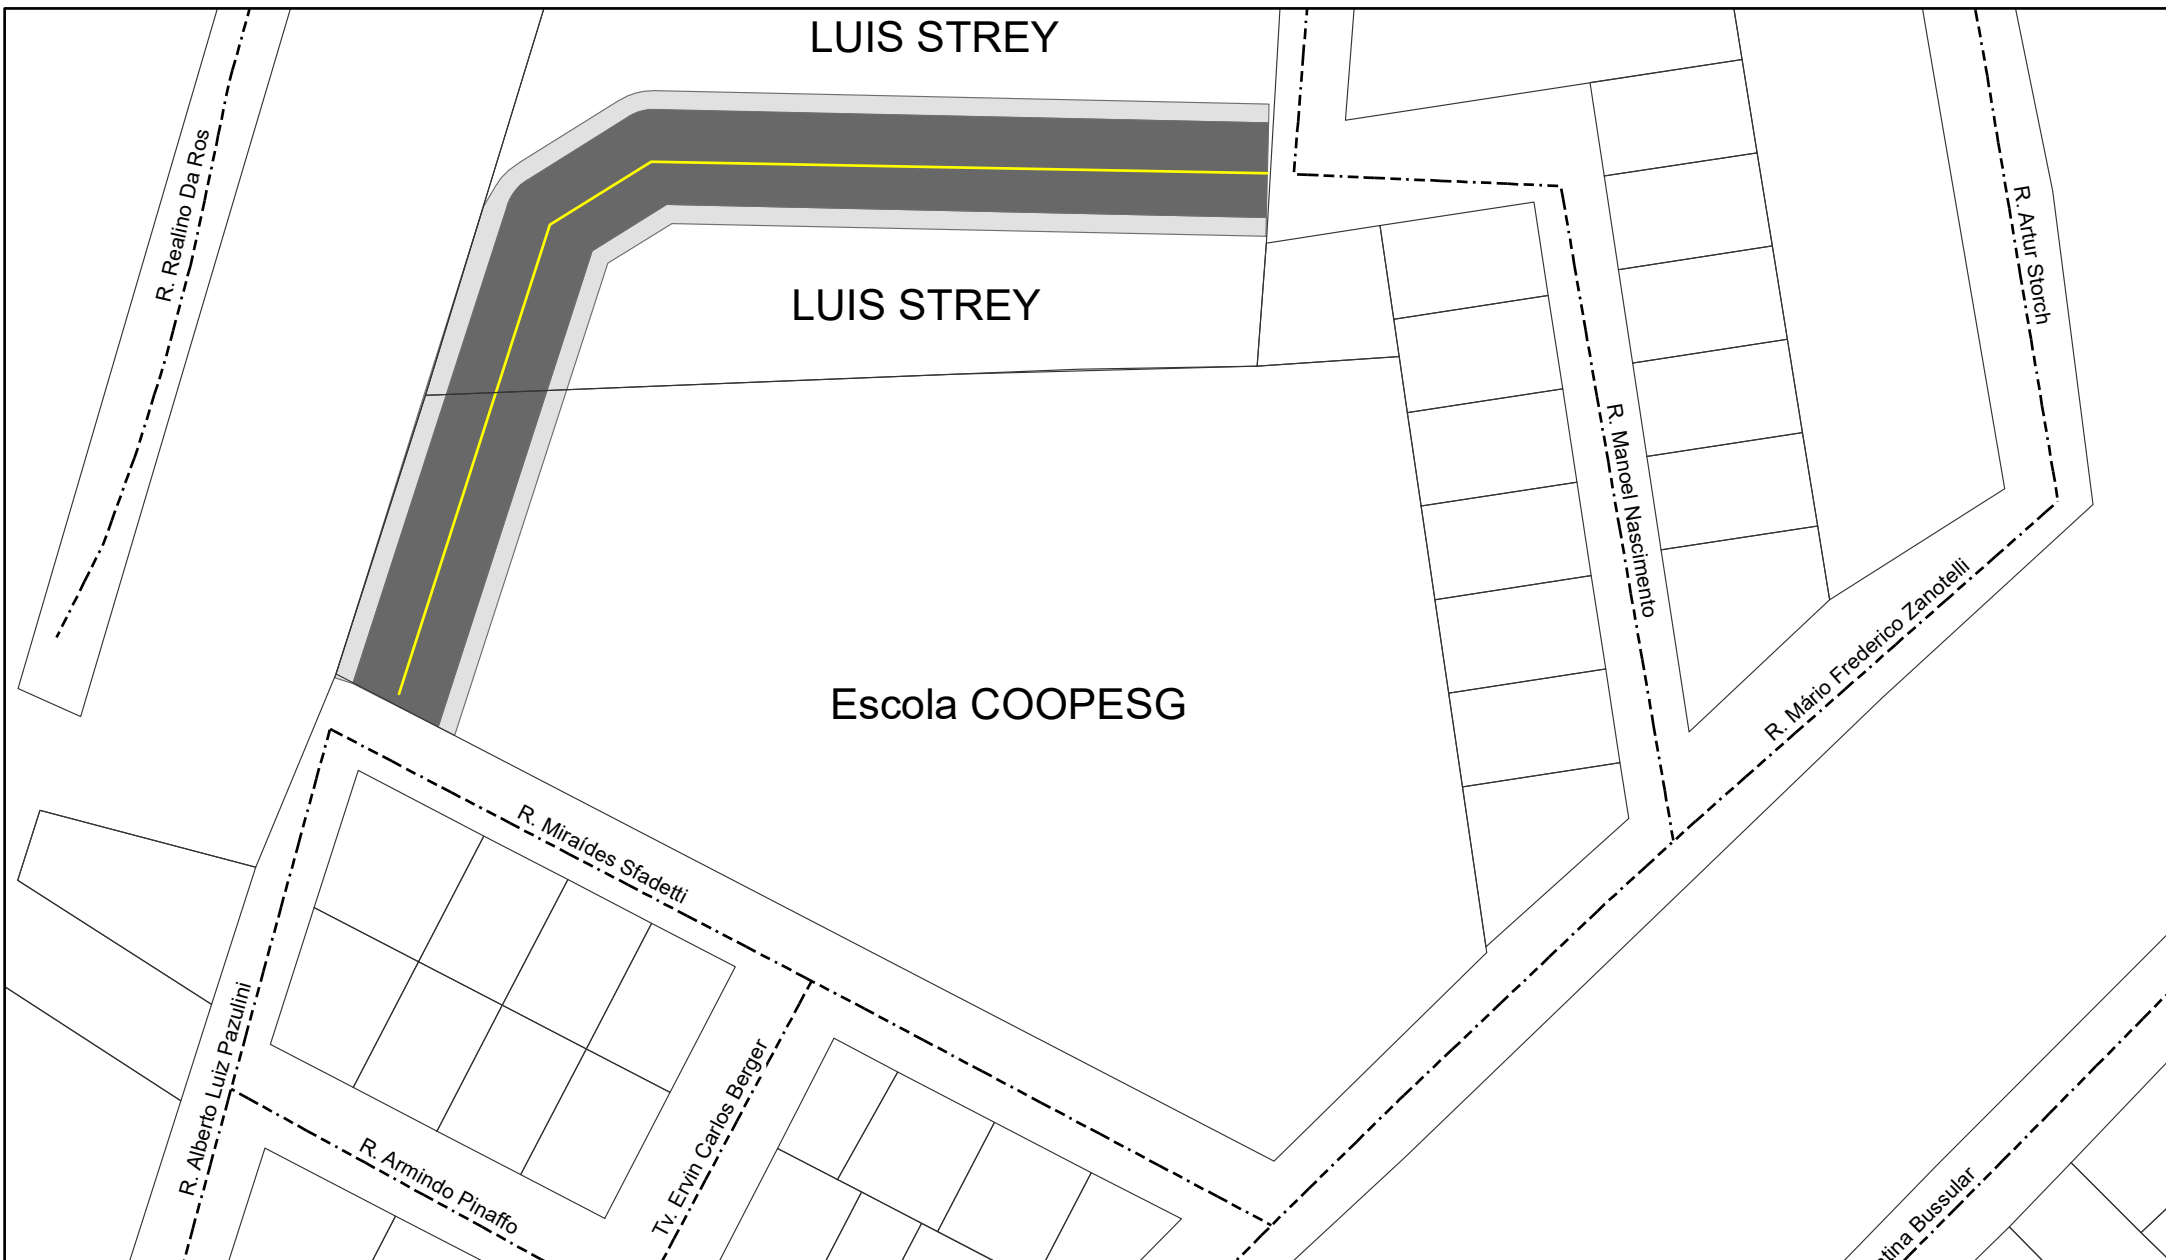 LUIS STREY
R. Realino Da Ros
R. Artur Storch
LUIS STREY
R. Manoel Nascimento
R. Mário Frederico Zanotelli
Escola COOPESG
R. Miraídes Sfadetti
R. Alberto Luiz Pazulini
Tv. Ervin Carlos Berger
R. Armindo Pinaffo
Bussular